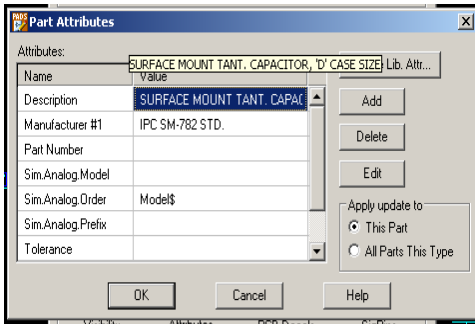 Part Attributes
Attributes:
SURFACE MOUNT TANT. CAPACITOR, 'D' CASE SIZE
Lib. Attr...
Name Value
Description SURFACE MOUNT TANT. CAPAC
Manufacturer #1 IPC SM-782 STD.
Part Number
Sim.Analog.Model
Sim.Analog.Order Model$
Sim.Analog.Prefix
Tolerance
Add
Delete
Edit
Apply update to
This Part
All Parts This Type
OK Cancel Help